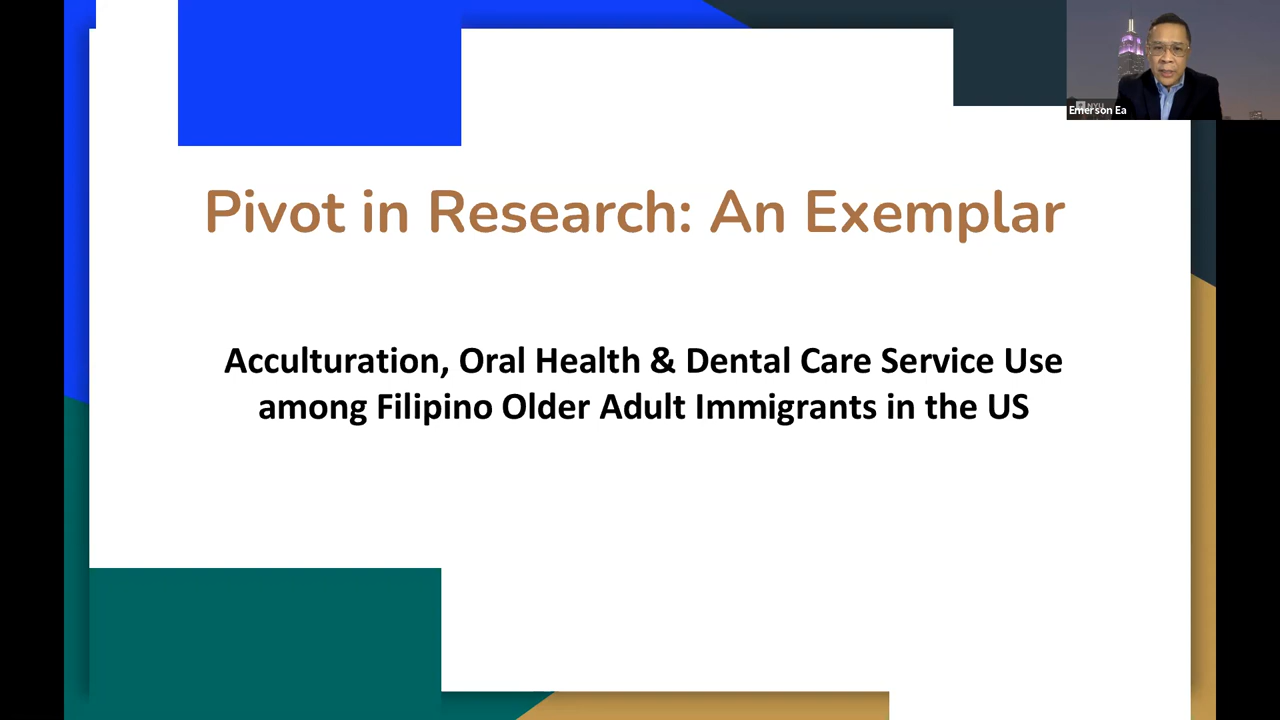 Pivot in Research: An Exemplar
Acculturation, Oral Health & Dental Care Service Use
among Filipino Older Adult Immigrants in the US
NYU
Emerson Ea